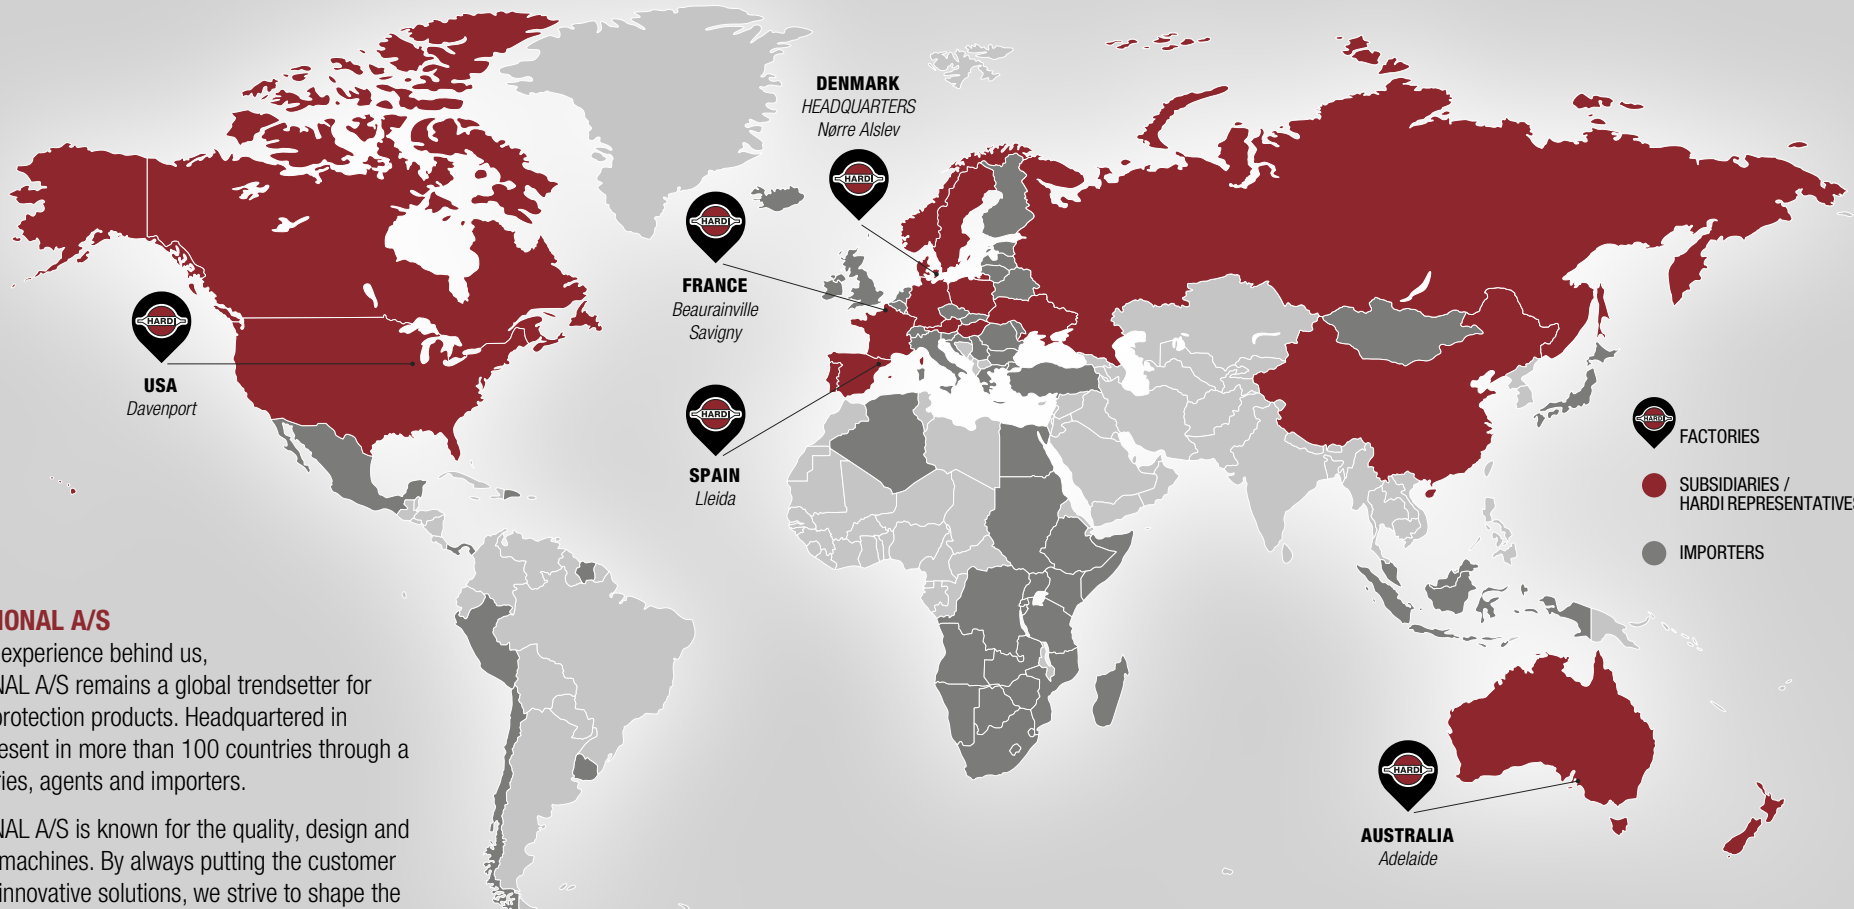 DENMARK
HEADQUARTERS
Nørre Alslev
HARDI
HARDI
FRANCE
Beaurainville
Savigny
HARDI
USA
Davenport
HARDI
SPAIN
Lleida
HARDI
FACTORIES
SUBSIDIARIES /
HARDI REPRESENTATIVES
IMPORTERS
HARDI
AUSTRALIA
Adelaide
IONAL A/S
experience behind us,
NAL A/S remains a global trendsetter for
protection products. Headquartered in
esent in more than 100 countries through a
ries, agents and importers.
NAL A/S is known for the quality, design and
machines. By always putting the customer
innovative solutions, we strive to shape the